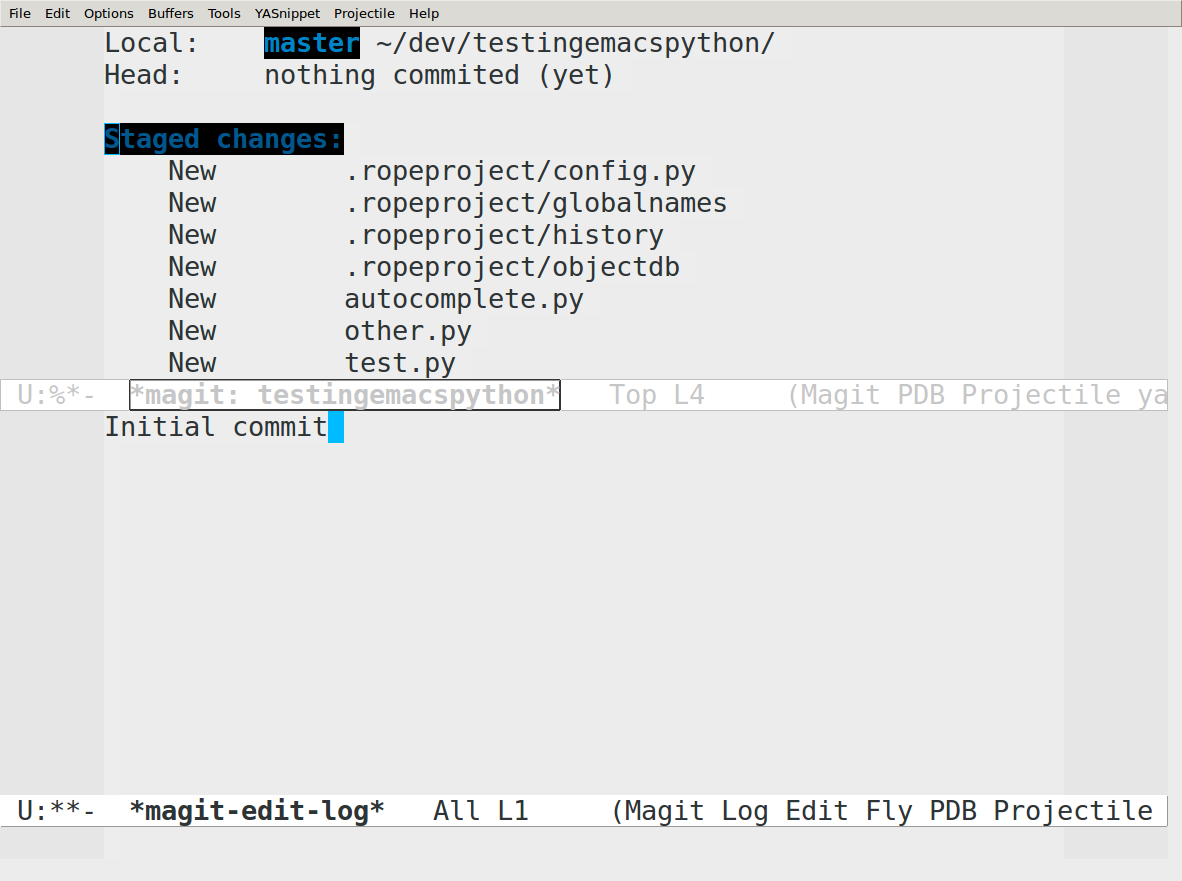 File Edit Options Buffers Tools YASnippet Projectile Help
Local: master ~/dev/testingemacspython/
Head: nothing commited (yet)
Staged changes:
New .ropeproject/config.py
New .ropeproject/globalnames
New .ropeproject/history
New .ropeproject/objectdb
New autocomplete.py
New other.py
New test.py
U:%*- *magit: testingemacspython* Top L4 (Magit PDB Projectile ya
Initial commit
U:**- *magit-edit-log* All L1 (Magit Log Edit Fly PDB Projectile